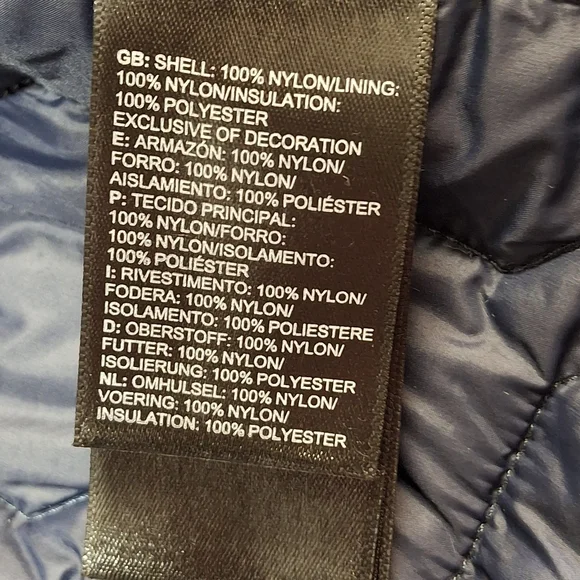 GB: SHELL: 100% NYLON/LINING:
100% NYLON/INSULATION:
100% POLYESTER
EXCLUSIVE OF DECORATION
E: ARMAZÓN: 100% NYLON/
FORRO: 100% NYLON/
AISLAMIENTO: 100% POLIÉSTER
P: TECIDO PRINCIPAL:
100% NYLON/FORRO:
100% NYLON/ISOLAMENTO:
100% POLIÉSTER
I: RIVESTIMENTO: 100% NYLON/
FODERA: 100% NYLON/
ISOLAMENTO: 100% POLIESTERE
D: OBERSTOFF: 100% NYLON/
FUTTER: 100% NYLON/
ISOLIERUNG: 100% POLYESTER
NL: OMHULSEL: 100% NYLON/
VOERING: 100% NYLON/
INSULATION: 100% POLYESTER